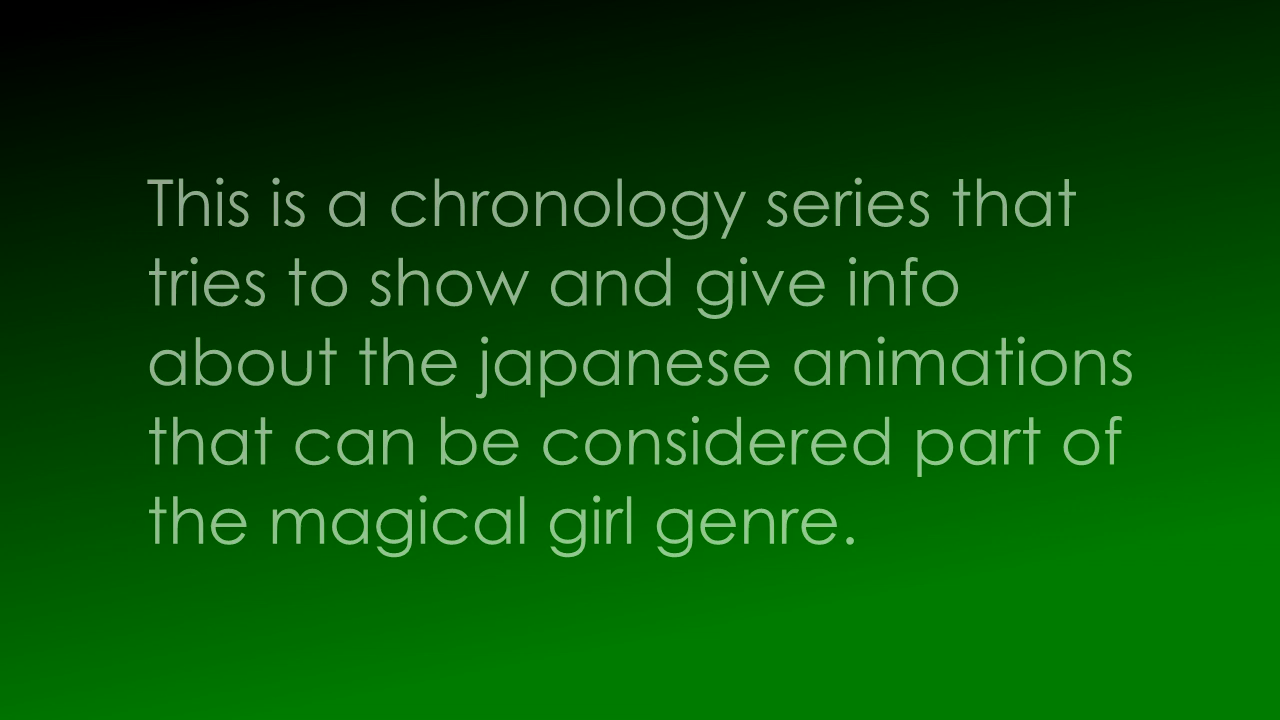 This is a chronology series that
tries to show and give info
about the japanese animations
that can be considered part of
the magical girl genre.